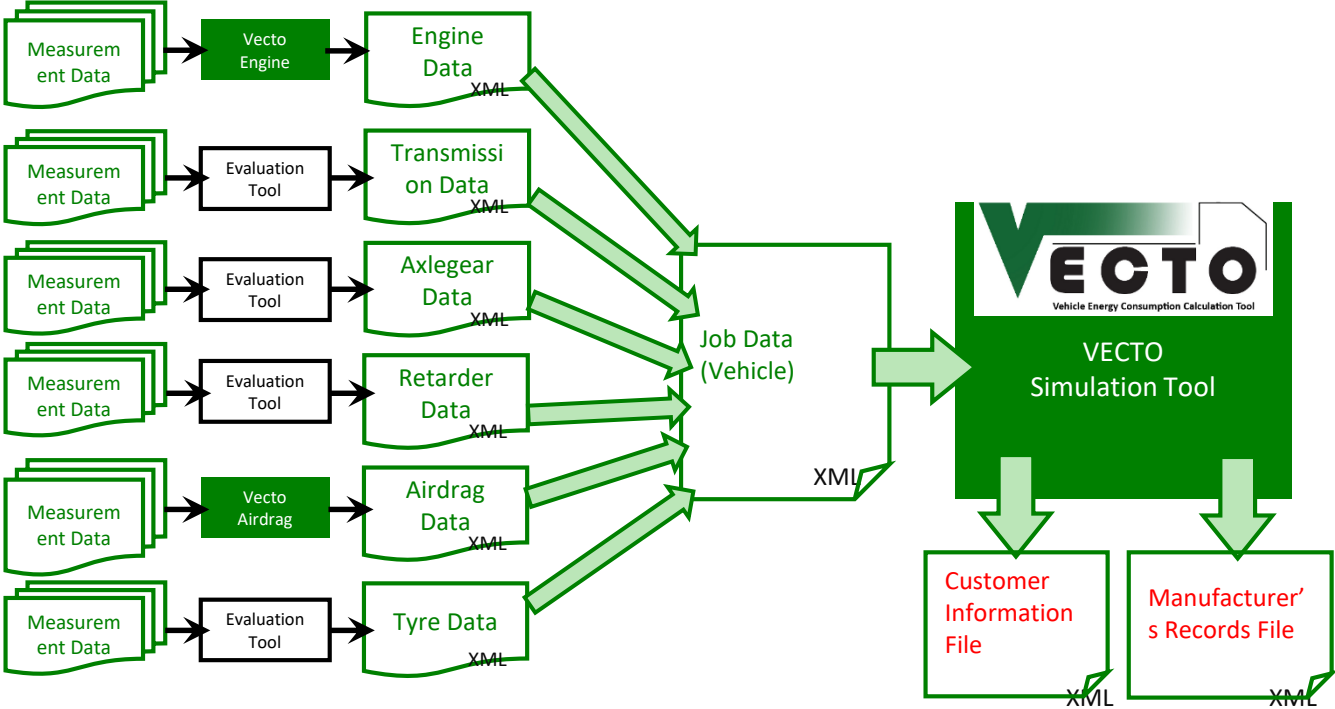 Measurem
ent Data
Vecto
Engine
Engine
Data
XML
Measurem
ent Data
Evaluation
Tool
Transmissi
on Data
XML
Measurem
ent Data
Evaluation
Tool
Axlegear
Data
XML
Measurem
ent Data
Evaluation
Tool
Retarder
Data
XML
Measurem
ent Data
Vecto
Airdrag
Airdrag
Data
XML
Measurem
ent Data
Evaluation
Tool
Tyre Data
XML
Job Data
(Vehicle)
XML
VECTO
Vehicle Energy Consumption Calculation Tool
VECTO
Simulation Tool
Customer
Information
File
XML
Manufacturer’
s Records File
XML